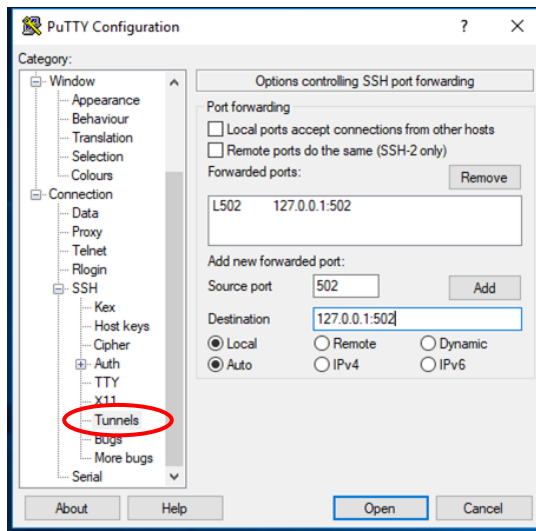 PuTTY Configuration
Category:
Window
Appearance
Behaviour
Translation
Selection
Colours
Connection
Data
Proxy
Telnet
Rlogin
SSH
Kex
Host keys
Cipher
Auth
TTY
X11
Tunnels
Bugs
More bugs
Serial
Options controlling SSH port forwarding
Port forwarding
Local ports accept connections from other hosts
Remote ports do the same (SSH-2 only)
Forwarded ports:
Remove
L502 127.0.0.1:502
Add new forwarded port:
Source port 502 Add
Destination 127.0.0.1:502
Local Remote Dynamic
Auto IPv4 IPv6
About Help Open Cancel